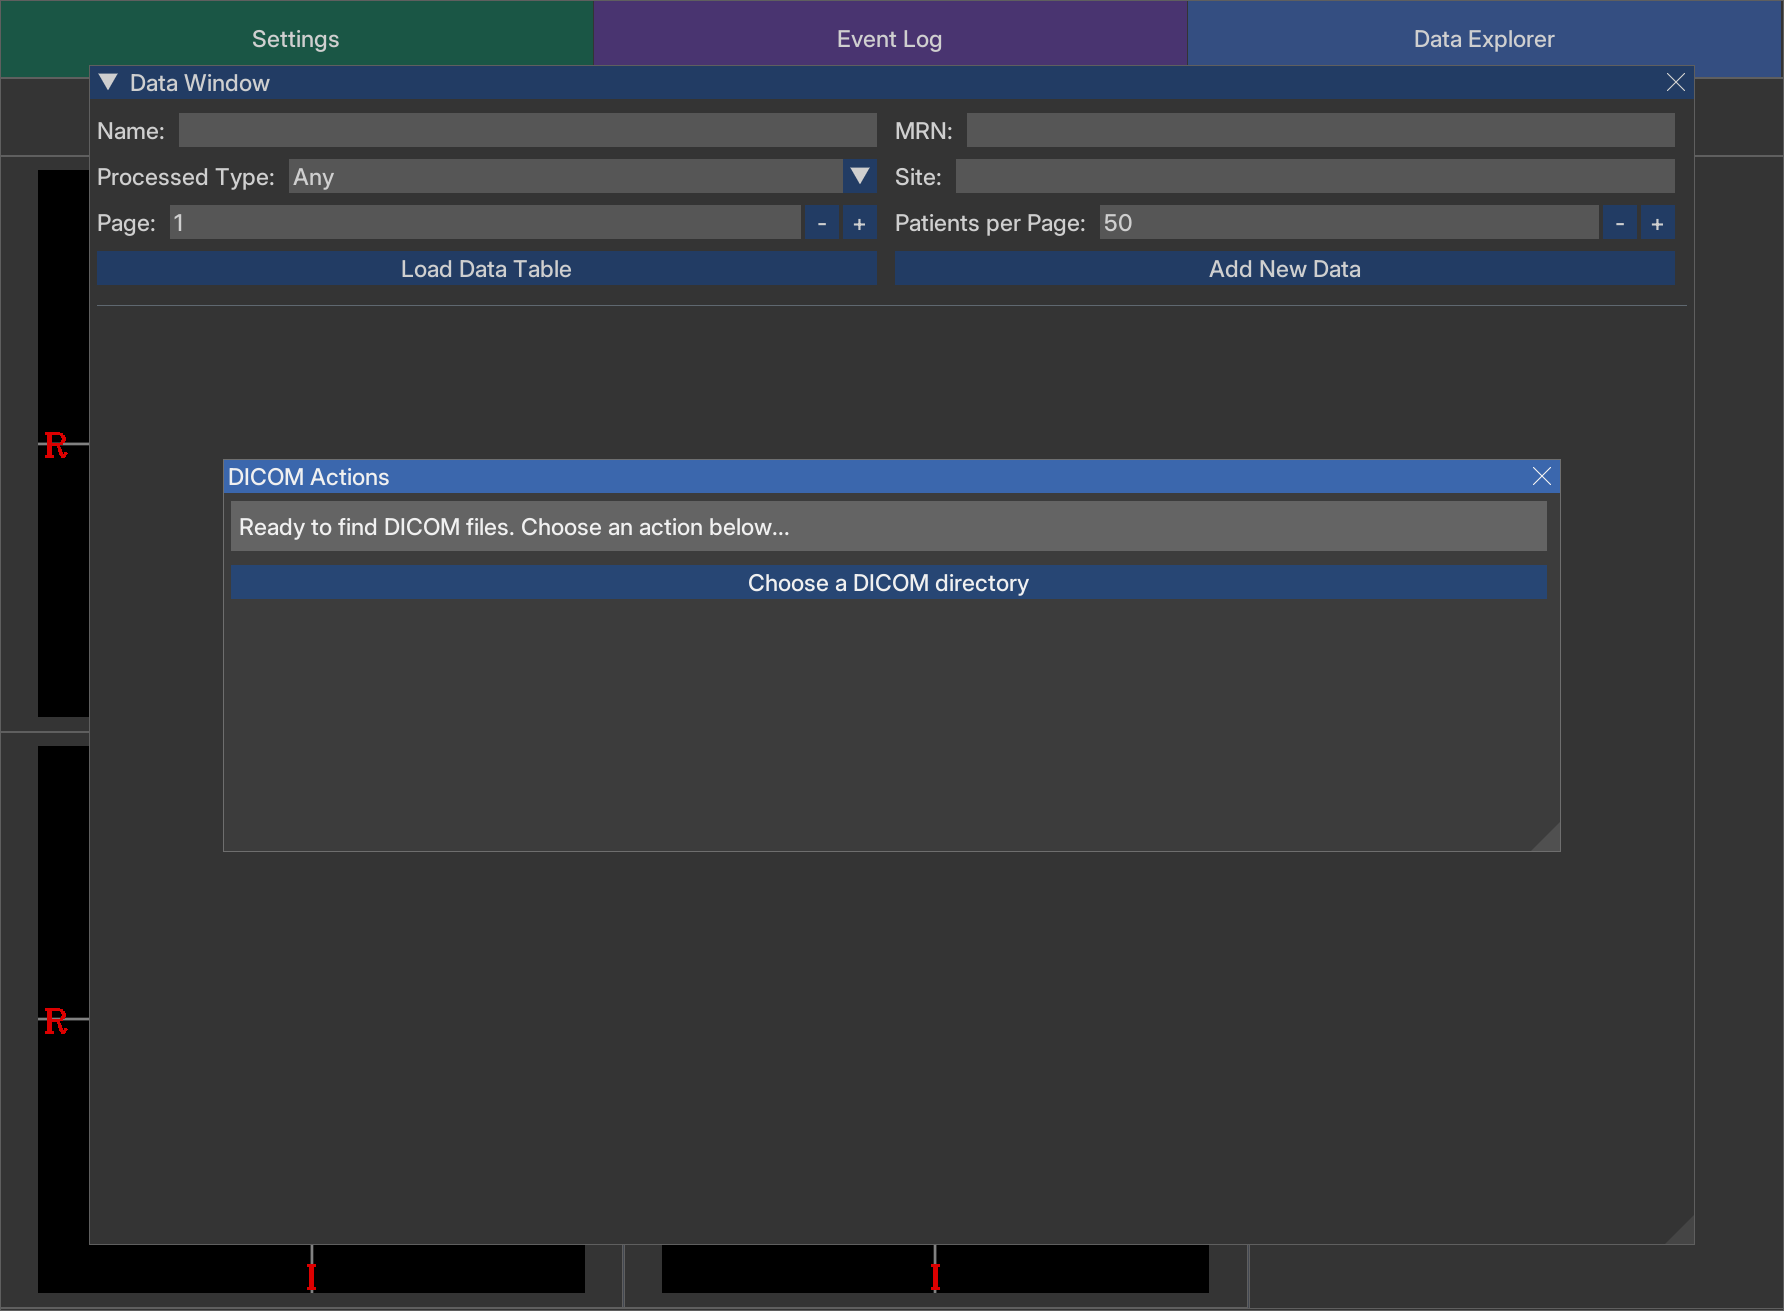 Settings
Event Log
Data Explorer
Data Window
Name:
MRN:
Processed Type: Any
Site:
Page: 1 - +
Patients per Page: 50 - +
Load Data Table
Add New Data
R
DICOM Actions
Ready to find DICOM files. Choose an action below...
Choose a DICOM directory
R
I
I